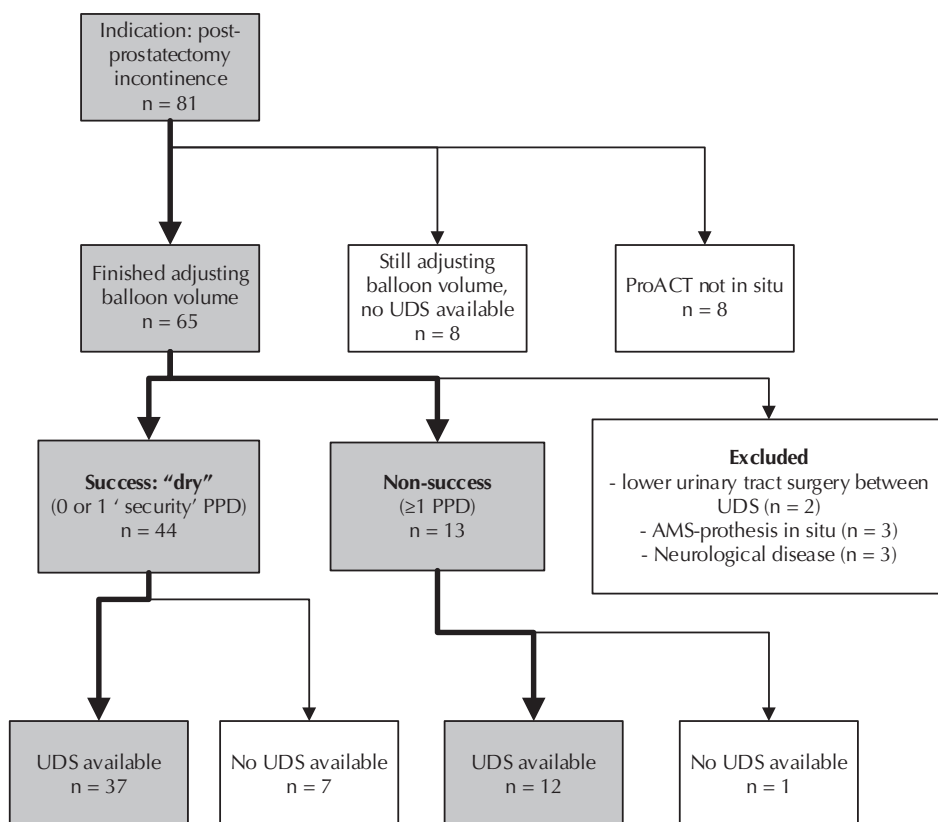 Indication: post-
prostatectomy
incontinence
n = 81
Finished adjusting
balloon volume
n = 65
Still adjusting
balloon volume,
no UDS available
n = 8
ProACT not in situ
n = 8
Success: “dry”
(0 or 1 ‘ security’ PPD)
n = 44
Non-success
(≥1 PPD)
n = 13
Excluded
- lower urinary tract surgery between
UDS (n = 2)
- AMS-prothesis in situ (n = 3)
- Neurological disease (n = 3)
UDS available
n = 37
No UDS available
n = 7
UDS available
n = 12
No UDS available
n = 1